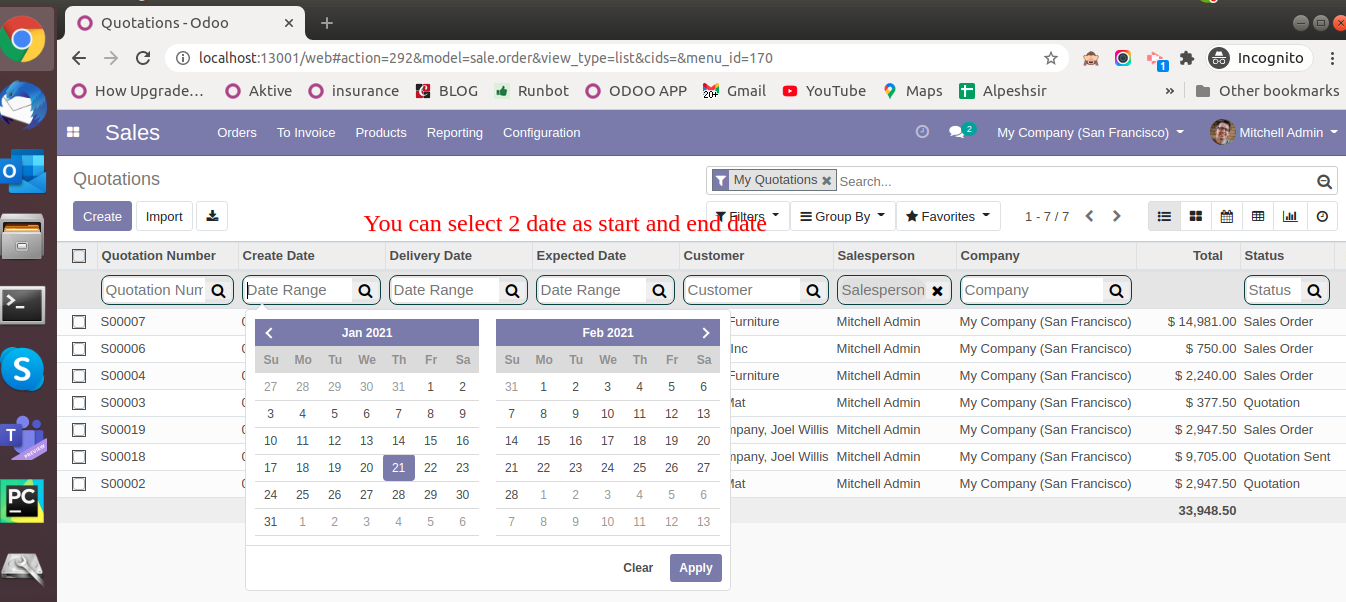 Quotations - Odoo
localhost:13001/web#action=292&model=sale.order&view_type=list&cids=&menu_id=170
1
Incognito
How Upgrade... Aktive insurance BLOG Runbot ODOO APP 20+ Gmail YouTube Maps Alpeshsir » Other bookmarks
Sales Orders To Invoice Products Reporting Configuration 2 My Company (San Francisco) Mitchell Admin
Quotations
My Quotations Search...
Create Import
You can select 2 date as start and end date
Filters Group By Favorites 1 - 7 / 7
Quotation Number Create Date Delivery Date Expected Date Customer Salesperson Company Total Status
Quotation Num Date Range Date Range Date Range Customer Salesperson Company Status
S00007 Furniture Mitchell Admin My Company (San Francisco) $ 14,981.00 Sales Order
S00006 Inc Mitchell Admin My Company (San Francisco) $ 750.00 Sales Order
S00004 Furniture Mitchell Admin My Company (San Francisco) $ 2,240.00 Sales Order
S00003 Mat Mitchell Admin My Company (San Francisco) $ 377.50 Quotation
S00019 mpany, Joel Willis Mitchell Admin My Company (San Francisco) $ 2,947.50 Sales Order
S00018 mpany, Joel Willis Mitchell Admin My Company (San Francisco) $ 9,705.00 Quotation Sent
S00002 Mat Mitchell Admin My Company (San Francisco) $ 2,947.50 Quotation
33,948.50
Jan 2021
Su Mo Tu We Th Fr Sa
27 28 29 30 31 1 2
3 4 5 6 7 8 9
10 11 12 13 14 15 16
17 18 19 20 21 22 23
24 25 26 27 28 29 30
31 1 2 3 4 5 6
Feb 2021
Su Mo Tu We Th Fr Sa
31 1 2 3 4 5 6
7 8 9 10 11 12 13
14 15 16 17 18 19 20
21 22 23 24 25 26 27
28 1 2 3 4 5 6
7 8 9 10 11 12 13
Clear Apply
O
S
T
PREVIEW
PC